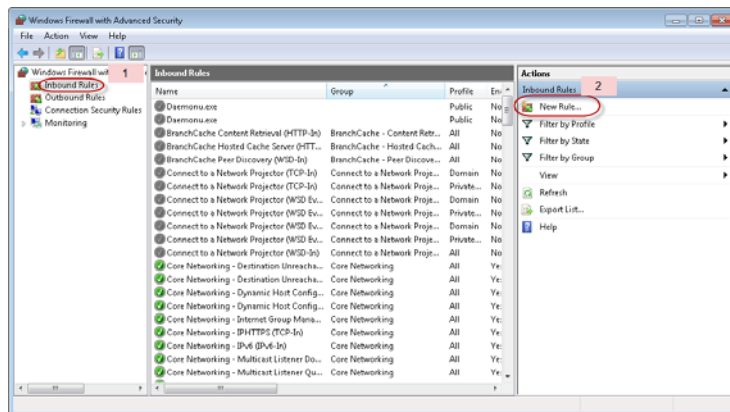 Windows Firewall with Advanced Security
File Action View Help
Windows Firewall wit
1
Inbound Rules
Outbound Rules
Connection Security Rules
Monitoring
Inbound Rules
Name Group Profile En
Daemonu.exe Public No
Daemonu.exe Public No
BranchCache Content Retrieval (HTTP-In) BranchCache - Content Retr... All No
BranchCache Hosted Cache Server (HTT... BranchCache - Hosted Cach... All No
BranchCache Peer Discovery (WSD-In) BranchCache - Peer Discove... All No
Connect to a Network Projector (TCP-In) Connect to a Network Proje... Domain No
Connect to a Network Projector (TCP-In) Connect to a Network Proje... Private... No
Connect to a Network Projector (WSD Ev... Connect to a Network Proje... Domain No
Connect to a Network Projector (WSD Ev... Connect to a Network Proje... Private... No
Connect to a Network Projector (WSD Ev... Connect to a Network Proje... Domain No
Connect to a Network Projector (WSD Ev... Connect to a Network Proje... Private... No
Connect to a Network Projector (WSD-In) Connect to a Network Proje... All No
Core Networking - Destination Unreacha... Core Networking All Ye
Core Networking - Destination Unreacha... Core Networking All Ye
Core Networking - Dynamic Host Config... Core Networking All Ye
Core Networking - Dynamic Host Config... Core Networking All Ye
Core Networking - Internet Group Mana... Core Networking All Ye
Core Networking - IPHTTPS (TCP-In) Core Networking All Ye
Core Networking - IPv6 (IPv6-In) Core Networking All Ye
Core Networking - Multicast Listener Do... Core Networking All Ye
Core Networking - Multicast Listener Qu... Core Networking All Ye
Actions
Inbound Rules
2
New Rule...
Filter by Profile
Filter by State
Filter by Group
View
Refresh
Export List...
Help